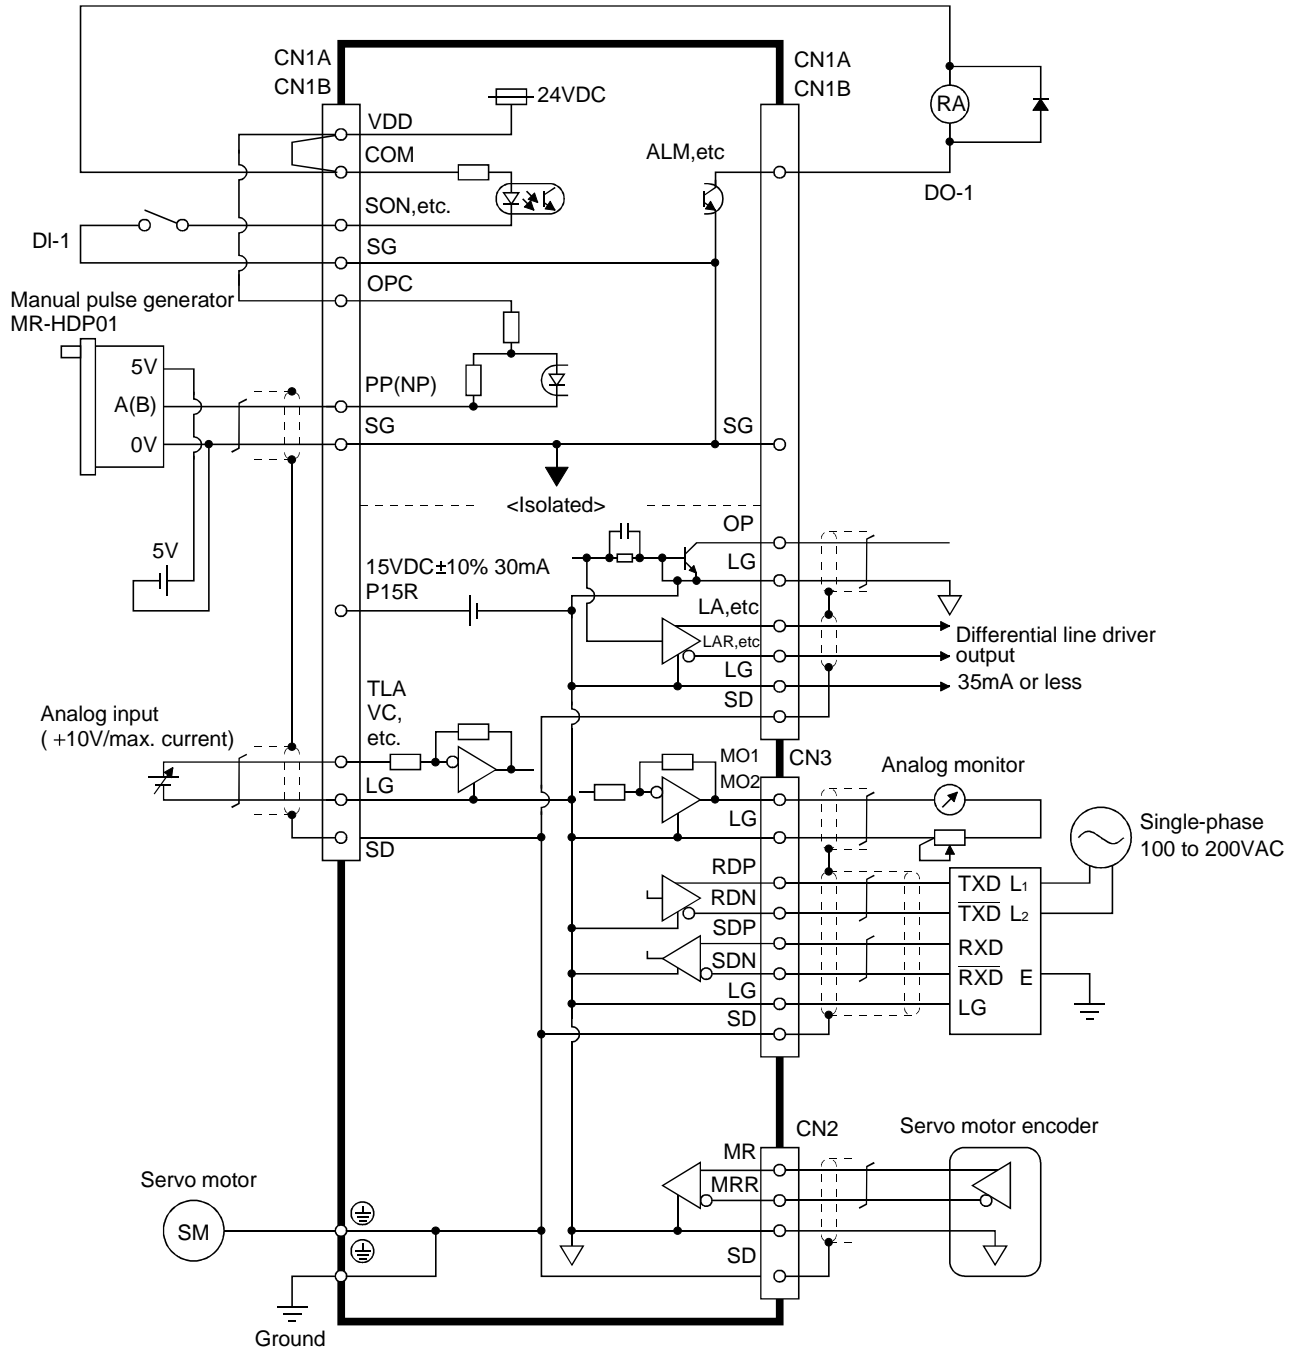 CN1A
CN1B
CN1A
CN1B
24VDC
VDD
COM
RA
ALM,etc
DO-1
SON,etc.
DI-1
SG
OPC
Manual pulse generator
MR-HDP01
5V
A(B)
0V
PP(NP)
SG
SG
<Isolated>
OP
LG
5V
15VDC±10% 30mA
P15R
LA,etc
LAR,etc
LG
SD
Differential line driver
output
35mA or less
TLA
VC,
etc.
Analog input
( +10V/max. current)
LG
SD
MO1
MO2
CN3
LG
Analog monitor
Single-phase
100 to 200VAC
RDP
RDN
SDP
SDN
LG
SD
TXD L1
TXD L2
RXD
RXD E
LG
CN2
Servo motor encoder
MR
MRR
SD
Servo motor
SM
Ground